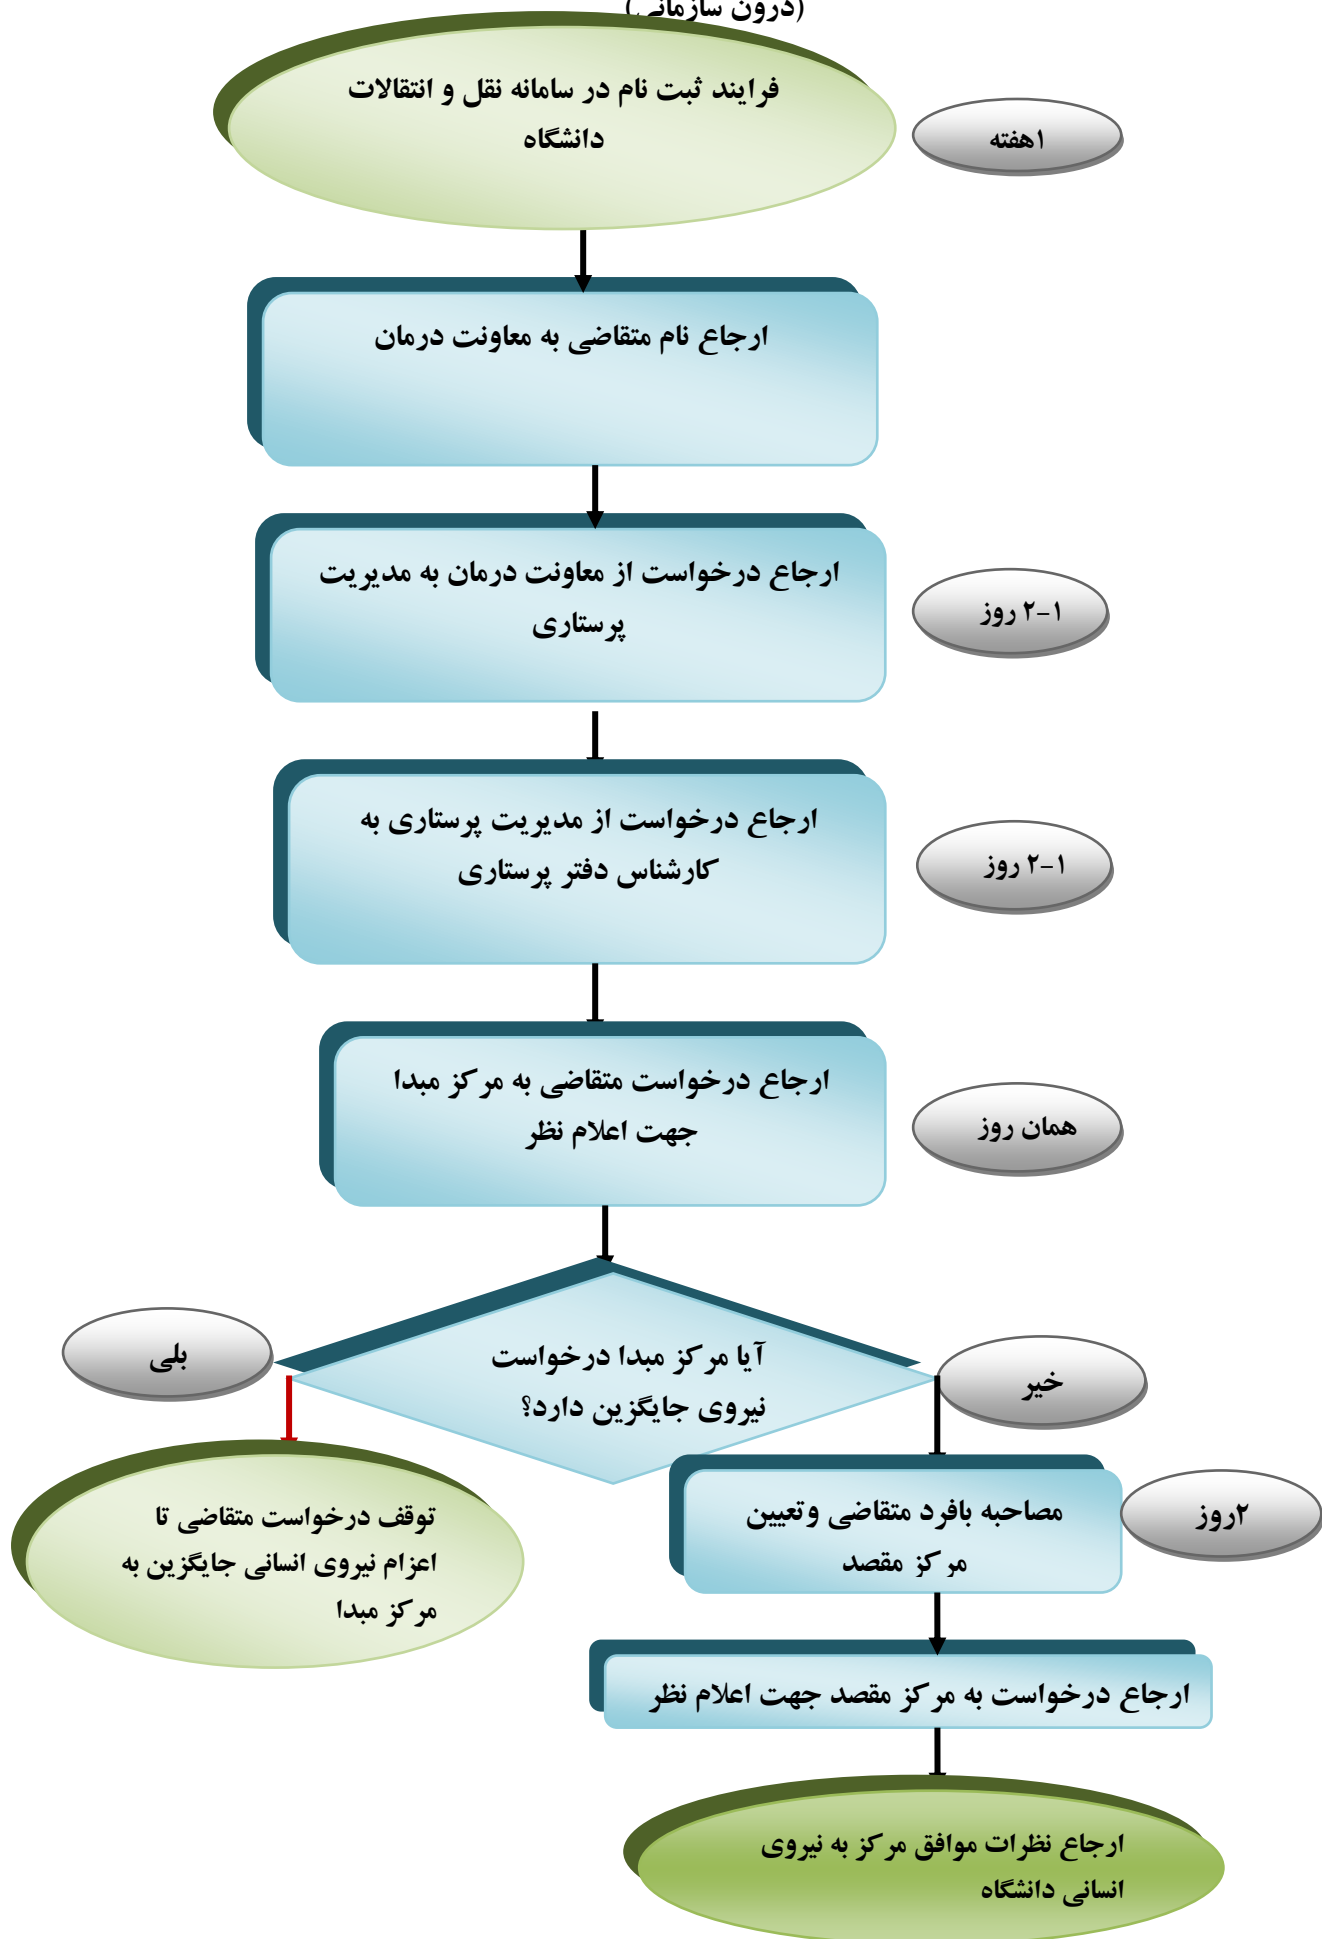 (درون سازمانی)
فرایند ثبت نام در سامانه نقل و انتقالات
دانشگاه
۱هفته
ارجاع نام متقاضی به معاونت درمان
ارجاع درخواست از معاونت درمان به مدیریت
پرستاری
۲-۱ روز
ارجاع درخواست از مدیریت پرستاری به
کارشناس دفتر پرستاری
۲-۱ روز
ارجاع درخواست متقاضی به مرکز مبدا
جهت اعلام نظر
همان روز
آیا مرکز مبدا درخواست
نیروی جایگزین دارد؟
خیر
بلی
مصاحبه بافرد متقاضی وتعیین
مرکز مقصد
۲روز
توقف درخواست متقاضی تا
اعزام نیروی انسانی جایگزین به
مرکز مبدا
ارجاع درخواست به مرکز مقصد جهت اعلام نظر
ارجاع نظرات موافق مرکز به نیروی
انسانی دانشگاه